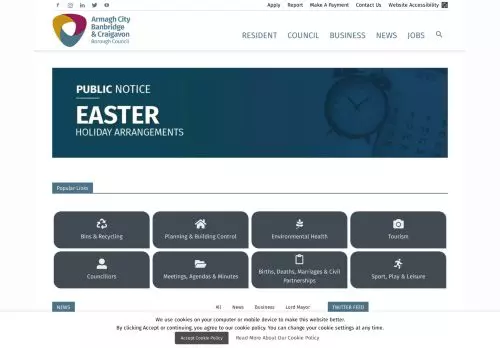 Apply Report Make A Payment Contact Us Website Accessibility
Armagh City
Banbridge
& Craigavon
Borough Council
RESIDENT COUNCIL BUSINESS NEWS JOBS
PUBLIC NOTICE
EASTER
HOLIDAY ARRANGEMENTS
Popular Links
Bins & Recycling
Planning & Building Control
Environmental Health
Tourism
Councillors
Meetings, Agendas & Minutes
Births, Deaths, Marriages & Civil
Partnerships
Sport, Play & Leisure
NEWS All News Business Lord Mayor TWITTER FEED
We use cookies on your computer or mobile device to make this website better.
By clicking Accept or continuing, you agree to our cookie policy. You can change your cookie settings at any time.
Accept Cookie Policy Read More About Our Cookie Policy